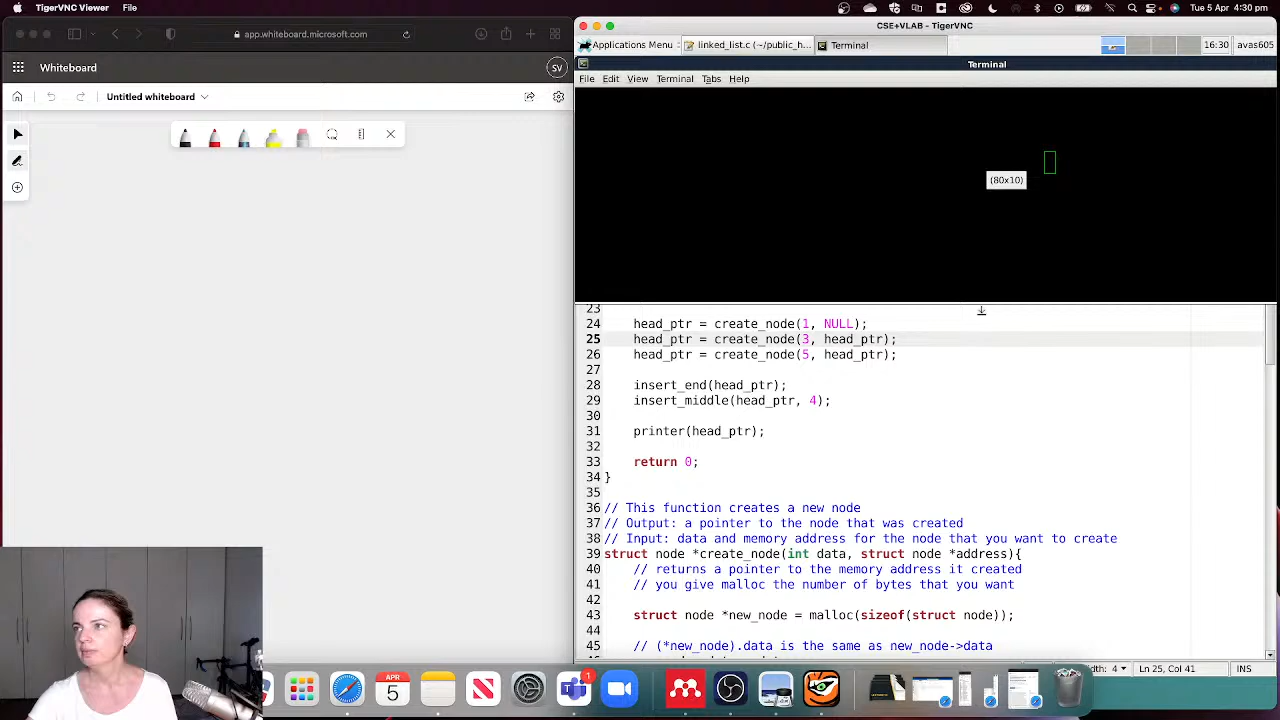 TigerVNC Viewer File
Tue 5 Apr 4:30 pm
app.whiteboard.microsoft.com
Whiteboard
SV
Untitled whiteboard
CSE+VLAB - TigerVNC
Applications Menu
linked_list.c (~/public_h...
Terminal
16:30
avas605
Terminal
File Edit View Terminal Tabs Help
(80x10)
23
24 head_ptr = create_node(1, NULL);
25 head_ptr = create_node(3, head_ptr);
26 head_ptr = create_node(5, head_ptr);
27
28 insert_end(head_ptr);
29 insert_middle(head_ptr, 4);
30
31 printer(head_ptr);
32
33 return 0;
34 }
35
36 // This function creates a new node
37 // Output: a pointer to the node that was created
38 // Input: data and memory address for the node that you want to create
39 struct node *create_node(int data, struct node *address){
40 // returns a pointer to the memory address it created
41 // you give malloc the number of bytes that you want
42
43 struct node *new_node = malloc(sizeof(struct node));
44
45 // (*new_node).data is the same as new_node->data
dth: 4
Ln 25, Col 41
INS
APR
5
1